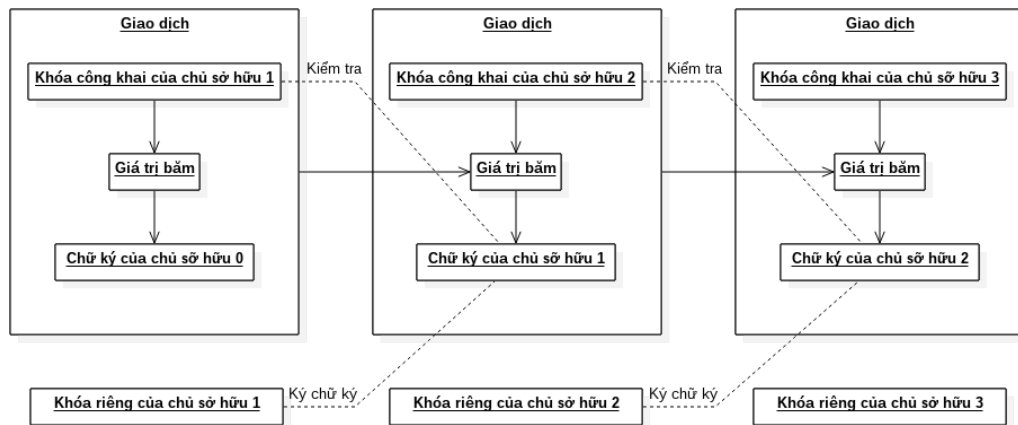 Giao dịch
Giao dịch
Giao dịch
Khóa công khai của chủ sở hữu 1
Kiểm tra
Khóa công khai của chủ sở hữu 2
Kiểm tra
Khóa công khai của chủ sỡ hữu 3
Giá trị băm
Giá trị băm
Giá trị băm
Chữ ký của chủ sỡ hữu 0
Chữ ký của chủ sỡ hữu 1
Chữ ký của chủ sỡ hữu 2
Khóa riêng của chủ sở hữu 1
Ký chữ ký
Khóa riêng của chủ sở hữu 2
Ký chữ ký
Khóa riêng của chủ sở hữu 3